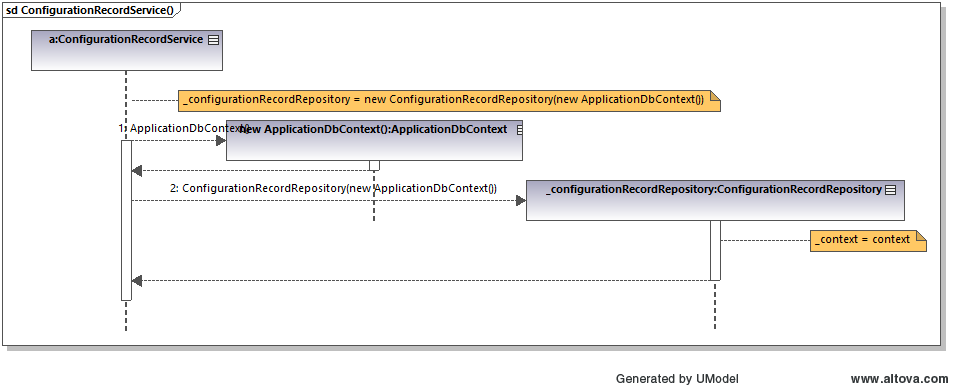 sd ConfigurationRecordService()
a:ConfigurationRecordService
_configurationRecordRepository = new ConfigurationRecordRepository(new ApplicationDbContext())
1: ApplicationDbContext()
new ApplicationDbContext():ApplicationDbContext
2: ConfigurationRecordRepository(new ApplicationDbContext())
_configurationRecordRepository:ConfigurationRecordRepository
_context = context
Generated by UModel
www.altova.com